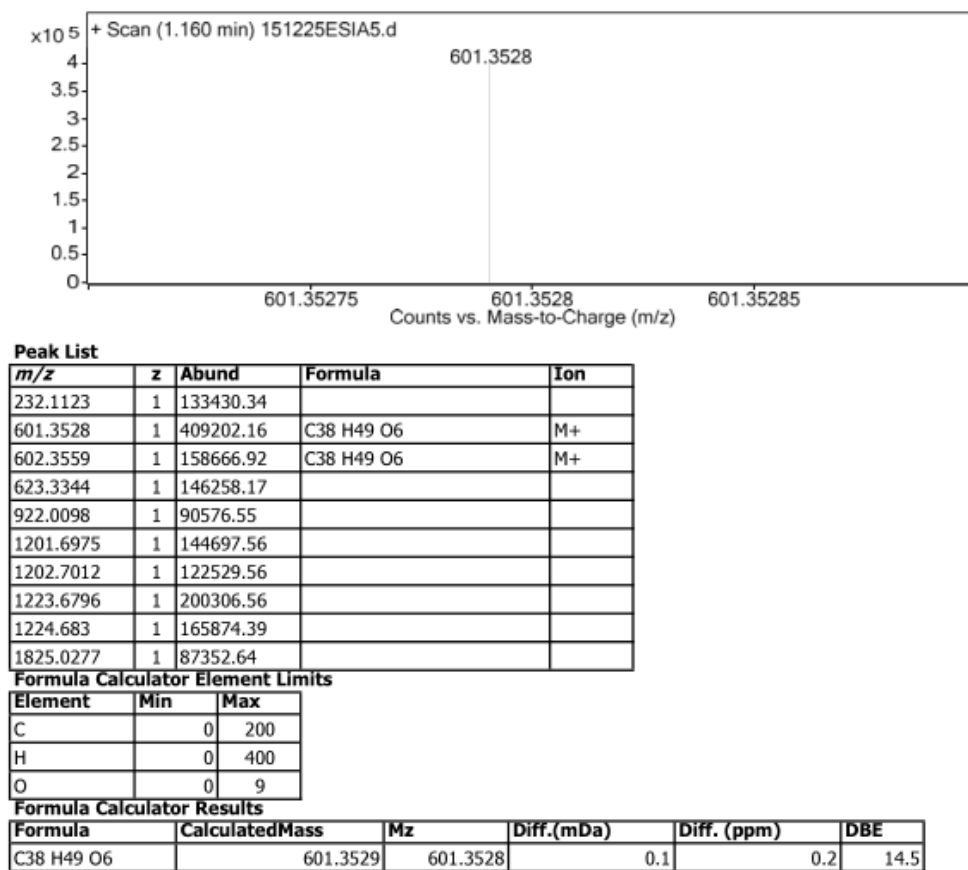 x10 5
+ Scan (1.160 min) 151225ESIA5.d
601.3528
4
3.5
3
2.5
2
1.5
1
0.5
0
601.35275 601.3528 601.35285
Counts vs. Mass-to-Charge (m/z)
Peak List
m/z z Abund Formula Ion
232.1123 1 133430.34
601.3528 1 409202.16 C38 H49 O6 M+
602.3559 1 158666.92 C38 H49 O6 M+
623.3344 1 146258.17
922.0098 1 90576.55
1201.6975 1 144697.56
1202.7012 1 122529.56
1223.6796 1 200306.56
1224.683 1 165874.39
1825.0277 1 87352.64
Formula Calculator Element Limits
Element Min Max
C 0 200
H 0 400
O 0 9
Formula Calculator Results
Formula CalculatedMass Mz Diff.(mDa) Diff. (ppm) DBE
C38 H49 O6 601.3529 601.3528 0.1 0.2 14.5